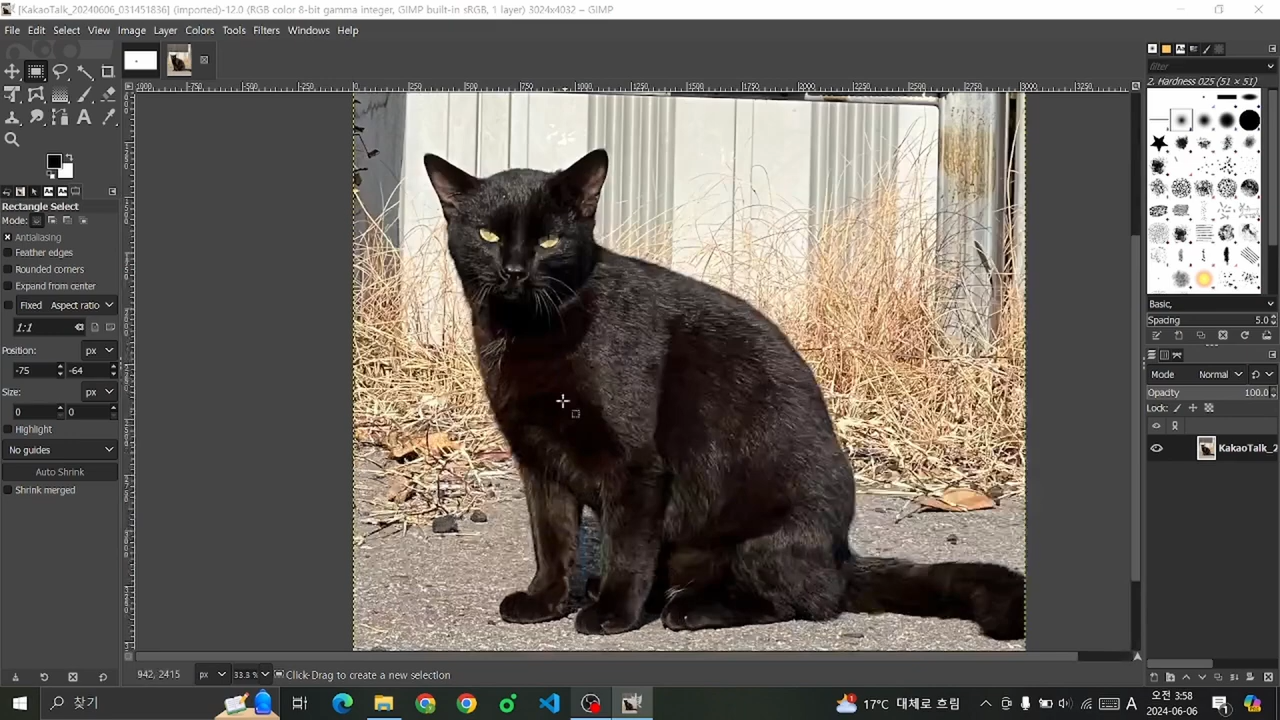 [KakaoTalk_20240606_031451836] (imported)-12.0 (RGB color 8-bit gamma integer, GIMP built-in sRGB, 1 layer) 3024x4032 – GIMP
File Edit Select View Image Layer Colors Tools Filters Windows Help
filter
2. Hardness 025 (51 × 51)
Rectangle Select
Mode:
Antialiasing
Feather edges
Rounded corners
Expand from center
Fixed Aspect ratio
1:1
Position: px
-75 -64
Size: px
0 0
Highlight
No guides
Auto Shrink
Shrink merged
Basic,
Spacing 5.0
Mode Normal
Opacity 100.0
Lock:
KakaoTalk_2
942, 2415 px 33.3 % Click-Drag to create a new selection
찾기
17°C 대체로 흐림
A
오전 3:58
2024-06-06